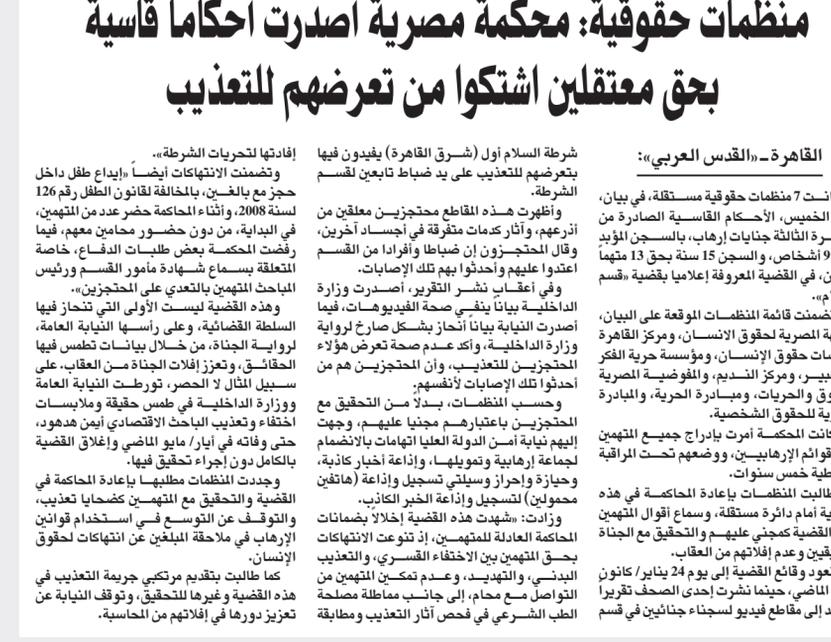 منظمات حقوقية: محكمة مصرية أصدرت أحكاماً قاسية
بحق معتقلين اشتكوا من تعرضهم للتعذيب
القاهرة ـ «القدس العربي»:
7 منظمات حقوقية مستقلة، في بيان،
الخميس، الأحكام القاسية الصادرة من
الثالثة جنايات إرهاب، بالسجن المؤبد
9 أشخاص، والسجن 15 سنة بحق 13 متهماً
في القضية المعروفة إعلاميا بقضية «قسم
قائمة المنظمات الموقعة على البيان،
المصرية لحقوق الانسان، ومركز القاهرة
حقوق الإنسان، ومؤسسة حرية الفكر
ومركز النديم، والمفوضية المصرية
والحريات، ومبادرة الحرية، والمبادرة
للحقوق الشخصية.
المحكمة أمرت بإدراج جميع المتهمين
قوائم الإرهابيين، ووضعهم تحت المراقبة
خمس سنوات.
المنظمات بإعادة المحاكمة في هذه
أمام دائرة مستقلة، وسماع أقوال المتهمين
القضية كمجني عليهم والتحقيق مع الجناة
وعدم إفلاتهم من العقاب.
وقائع القضية إلى يوم 24 يناير/ كانون
الماضي، حينما نشرت إحدى الصحف تقريراً
إلى مقاطع فيديو لسجناء جنائيين في قسم
شرطة السلام أول (شرق القاهرة) يفيدون فيها
بتعرضهم للتعذيب على يد ضباط تابعين لقسم
الشرطة.
وأظهرت هذه المقاطع محتجزين معلقين من
أذرعهم، وآثار كدمات متفرقة في أجساد آخرين،
وقال المحتجزون إن ضباطا وأفرادا من القسم
اعتدوا عليهم وأحدثوا بهم تلك الإصابات.
وفي أعقاب نشر التقرير، أصدرت وزارة
الداخلية بياناً ينفي صحة الفيديوهات، فيما
أصدرت النيابة بياناً أنحاز بشكل صارخ لرواية
وزارة الداخلية، وأكد عدم صحة تعرض هؤلاء
المحتجزين للتعذيب، وأن المحتجزين هم من
أحدثوا تلك الإصابات لأنفسهم.
وحسب المنظمات، بدلاً من التحقيق مع
المحتجزين باعتبارهم مجنيا عليهم، وجهت
إليهم نيابة أمن الدولة العليا اتهامات بالانضمام
لجماعة إرهابية وتمويلها، وإذاعة أخبار كاذبة،
وحيازة وإحراز وسيلتي تسجيل وإذاعة (هاتفين
محمولين) لتسجيل وإذاعة الخبر الكاذب.
وزادت: «شهدت هذه القضية إخلالاً بضمانات
المحاكمة العادلة للمتهمين، إذ تنوعت الانتهاكات
بحق المتهمين بين الاختفاء القسري، والتعذيب
البدني، والتهديد، وعدم تمكين المتهمين من
التواصل مع محام، إلى جانب مماطلة مصلحة
الطب الشرعي في فحص آثار التعذيب ومطابقة
إفادتها لتحريات الشرطة».
وتضمنت الانتهاكات أيضاً «إيداع طفل داخل
حجز مع بالغين، بالمخالفة لقانون الطفل رقم 126
لسنة 2008، وأثناء المحاكمة حضر عدد من المتهمين،
في البداية، من دون حضور محامين معهم، فيما
رفضت المحكمة بعض طلبات الدفاع، خاصة
المتعلقة بسماع شهادة مأمور القسم ورئيس
المباحث المتهمين بالتعدي على المحتجزين».
وهذه القضية ليست الأولى التي تنحاز فيها
السلطة القضائية، وعلى رأسها النيابة العامة،
لرواية الجناة، من خلال بيانات تطمس فيها
الحقائق، وتعزز إفلات الجناة من العقاب. على
سبيل المثال لا الحصر، تورطت النيابة العامة
ووزارة الداخلية في طمس حقيقة وملابسات
اختفاء وتعذيب الباحث الاقتصادي أيمن هدهود،
حتى وفاته في أيار/ مايو الماضي وإغلاق القضية
بالكامل دون إجراء تحقيق فيها.
وجددت المنظمات مطلبها بإعادة المحاكمة في
القضية والتحقيق مع المتهمين كضحايا تعذيب،
والتوقف عن التوسع في استخدام قوانين
الإرهاب في ملاحقة المبلغين عن انتهاكات لحقوق
الإنسان.
كما طالبت بتقديم مرتكبي جريمة التعذيب في
هذه القضية وغيرها للتحقيق، وتوقف النيابة عن
تعزيز دورها في إفلاتهم من المحاسبة.